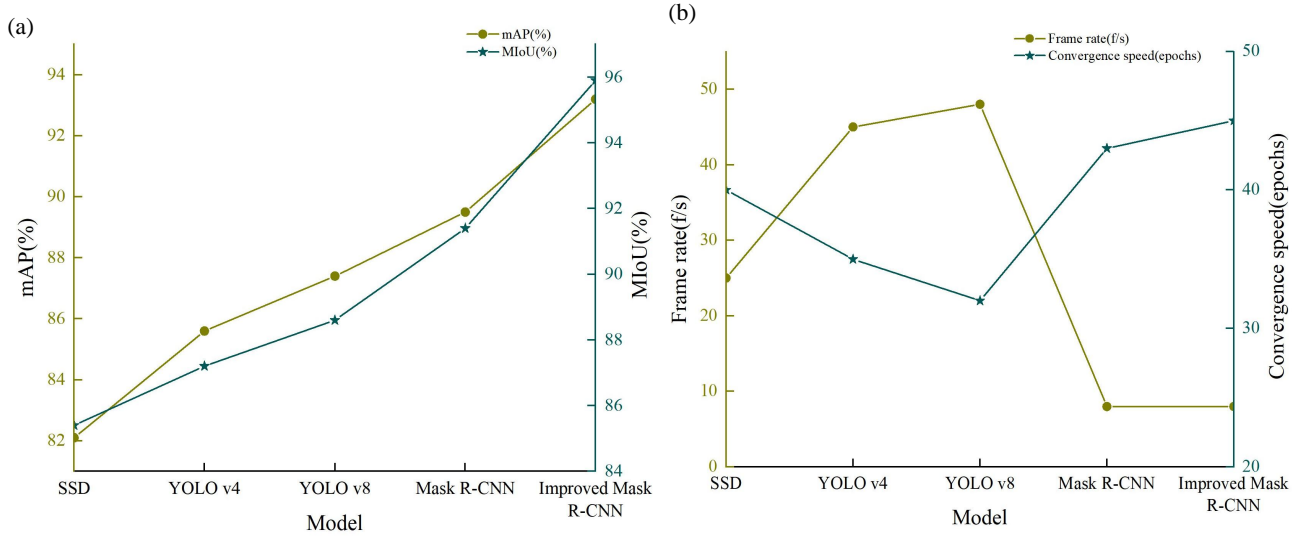 (a)
mAP(%)
MIoU(%)
94
92
90
88
86
84
82
mAP(%)
96
94
92
90
88
86
84
MIoU(%)
SSD
YOLO v4
YOLO v8
Mask R-CNN
Improved Mask
R-CNN
Model
(b)
Frame rate(f/s)
Convergence speed(epochs)
50
40
30
20
10
0
Frame rate(f/s)
50
40
30
20
Convergence speed(epochs)
SSD
YOLO v4
YOLO v8
Mask R-CNN
Improved Mask
R-CNN
Model